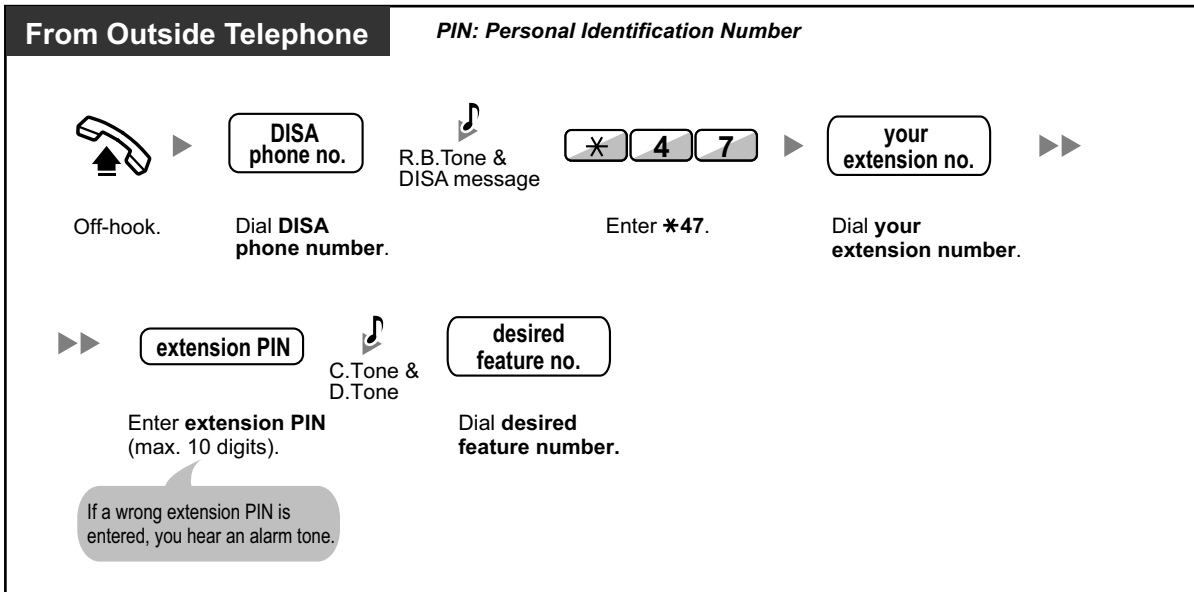 From Outside Telephone
PIN: Personal Identification Number
DISA
phone no.
R.B.Tone &
DISA message
* 4 7
your
extension no.
Off-hook.
Dial DISA
phone number.
Enter *47.
Dial your
extension number.
extension PIN
C.Tone &
D.Tone
desired
feature no.
Enter extension PIN
(max. 10 digits).
Dial desired
feature number.
If a wrong extension PIN is
entered, you hear an alarm tone.